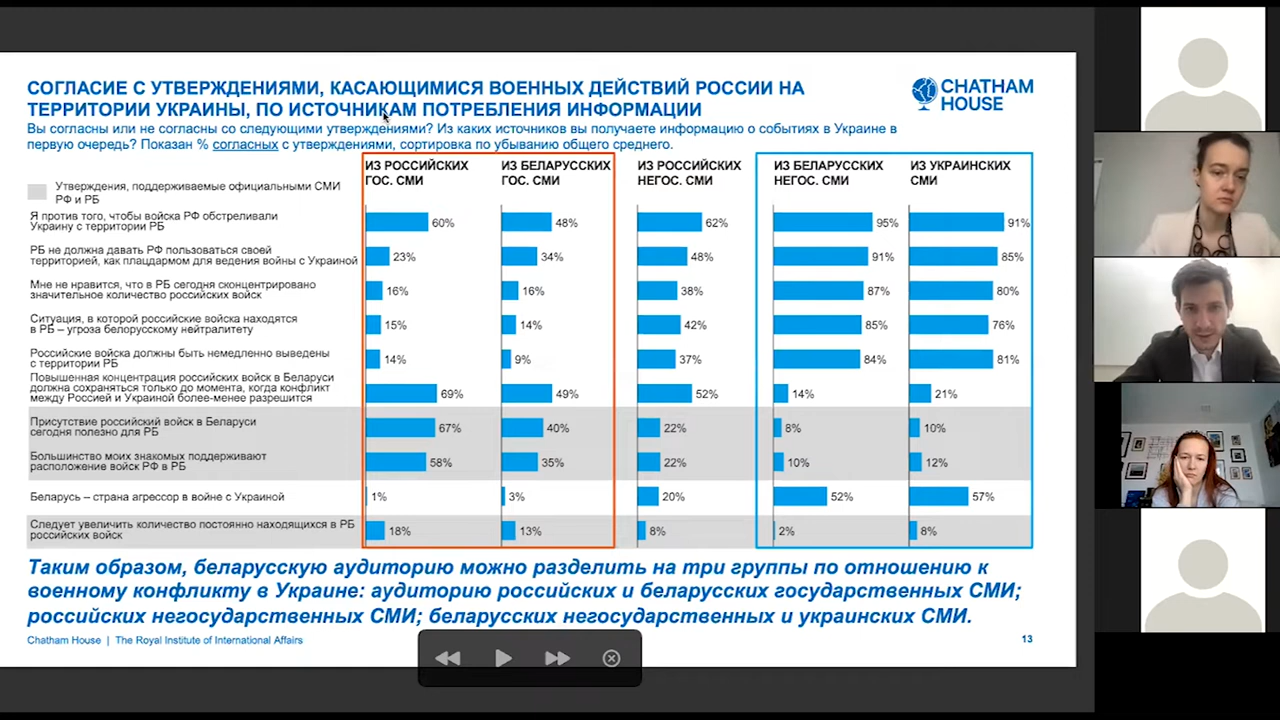 СОГЛАСИЕ С УТВЕРЖДЕНИЯМИ, КАСАЮЩИМИСЯ ВОЕННЫХ ДЕЙСТВИЙ РОССИИ НА
ТЕРРИТОРИИ УКРАИНЫ, ПО ИСТОЧНИКАМ ПОТРЕБЛЕНИЯ ИНФОРМАЦИИ
CHATHAM
HOUSE
Вы согласны или не согласны со следующими утверждениями? Из каких источников вы получаете информацию о событиях в Украине в
первую очередь? Показан % согласных с утверждениями, сортировка по убыванию общего среднего.
ИЗ РОССИЙСКИХ
ГОС. СМИ
ИЗ БЕЛАРУССКИХ
ГОС. СМИ
ИЗ РОССИЙСКИХ
НЕГОС. СМИ
ИЗ БЕЛАРУССКИХ
НЕГОС. СМИ
ИЗ УКРАИНСКИХ
СМИ
Утверждения, поддерживаемые официальными СМИ
РФ и РБ
Я против того, чтобы войска РФ обстреливали
Украину с территории РБ
60% 48% 62% 95% 91%
РБ не должна давать РФ пользоваться своей
территорией, как плацдармом для ведения войны с Украиной
23% 34% 48% 91% 85%
Мне не нравится, что в РБ сегодня сконцентрировано
значительное количество российских войск
16% 16% 38% 87% 80%
Ситуация, в которой российские войска находятся
в РБ – угроза белорусскому нейтралитету
15% 14% 42% 85% 76%
Российские войска должны быть немедленно выведены
с территории РБ
14% 9% 37% 84% 81%
Повышенная концентрация российских войск в Беларуси
должна сохраняться только до момента, когда конфликт
между Россией и Украиной более-менее разрешится
69% 49% 52% 14% 21%
Присутствие российский войск в Беларуси
сегодня полезно для РБ
67% 40% 22% 8% 10%
Большинство моих знакомых поддерживают
расположение войск РФ в РБ
58% 35% 22% 10% 12%
Беларусь – страна агрессор в войне с Украиной
1% 3% 20% 52% 57%
Следует увеличить количество постоянно находящихся в РБ
российских войск
18% 13% 8% 2% 8%
Таким образом, беларусскую аудиторию можно разделить на три группы по отношению к
военному конфликту в Украине: аудиторию российских и беларусских государственных СМИ;
российских негосударственных СМИ; беларусских негосударственных и украинских СМИ.
Chatham House | The Royal Institute of International Affairs
13